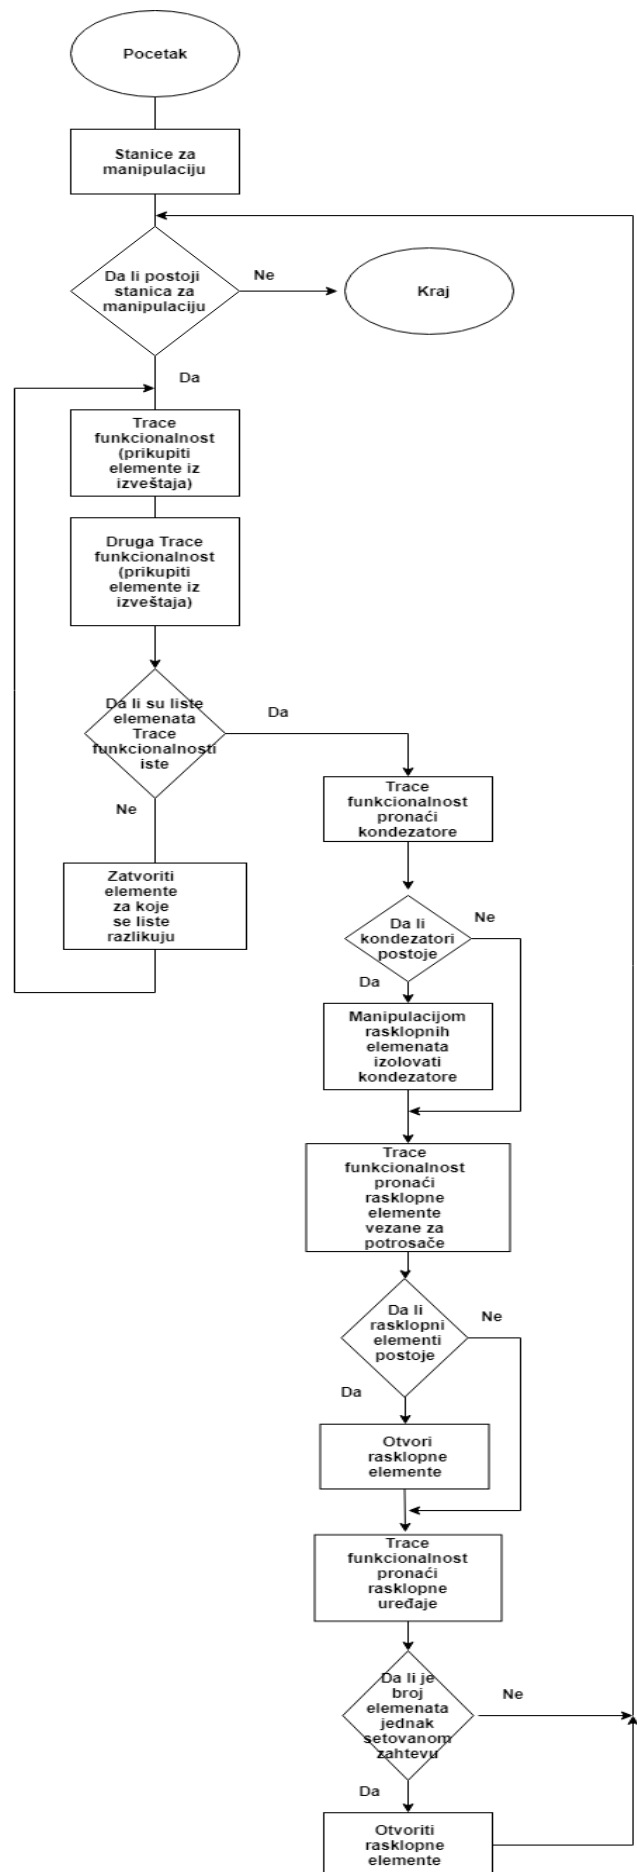 Pocetak
Stanice za
manipulaciju
Da li postoji
stanica za
manipulaciju
Ne
Kraj
Da
Trace
funkcionalnost
(prikupiti
elemente iz
izveštaja)
Druga Trace
funkcionalnost
(prikupiti
elemente iz
izveštaja)
Da li su liste
elemenata
Trace
funkcionalnosti
iste
Da
Ne
Zatvoriti
elemente
za koje
se liste
razlikuju
Trace
funkcionalnost
pronaći
kondezatore
Da li
kondezatori
postoje
Ne
Da
Manipulacijom
rasklopnih
elemenata
izolovati
kondezatore
Trace
funkcionalnost
pronaći
rasklopne
elemente
vezane za
potrosače
Da li
rasklopni
elementi
postoje
Ne
Da
Otvori
rasklopne
elemente
Trace
funkcionalnost
pronaći
rasklopne
uređaje
Da li je
broj
elemenata
jednak
setovanom
zahtevu
Ne
Da
Otvoriti
rasklopne
elemente